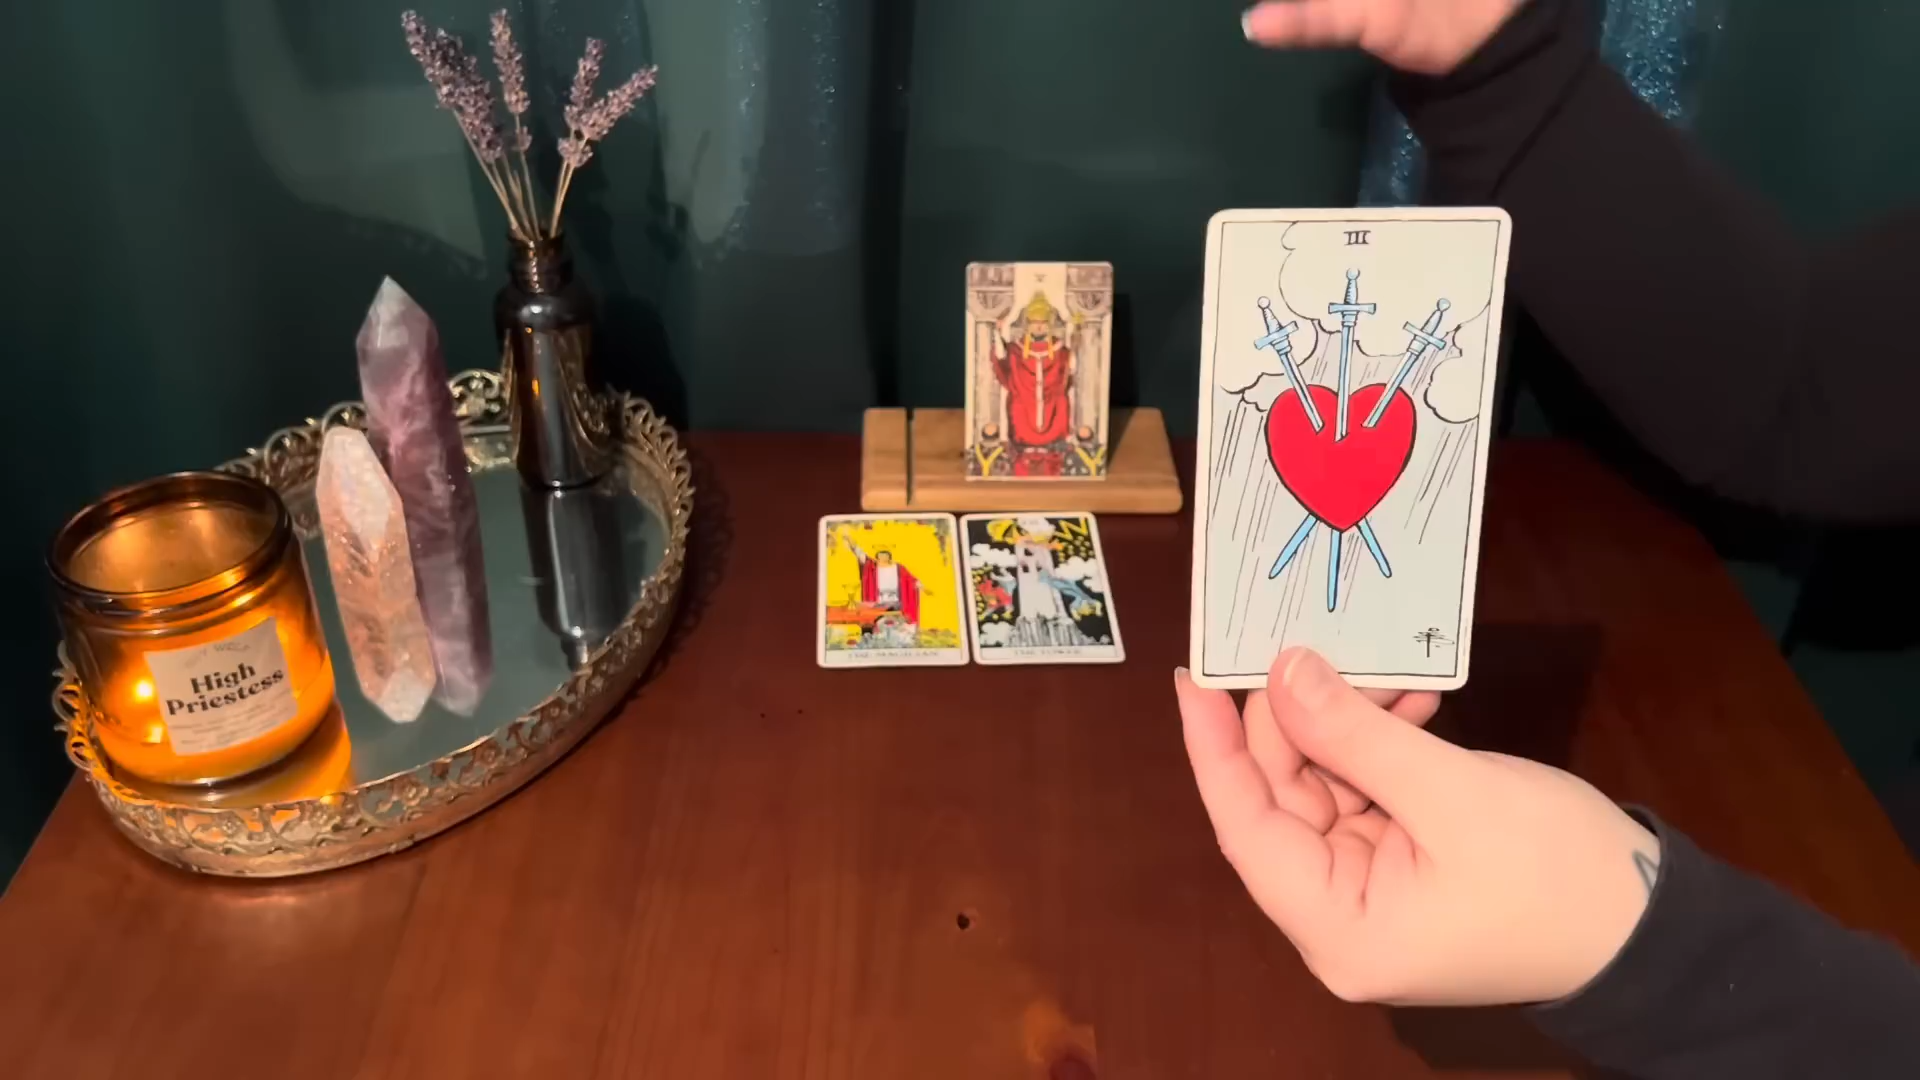 III
V
THE MAGICIAN.
THE TOWER.
High
Priestess